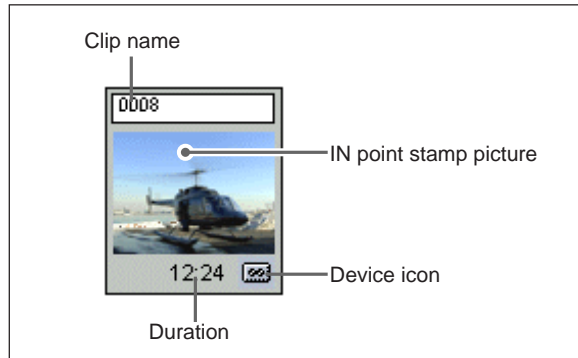 Clip name
0008
IN point stamp picture
12:24
Device icon
Duration